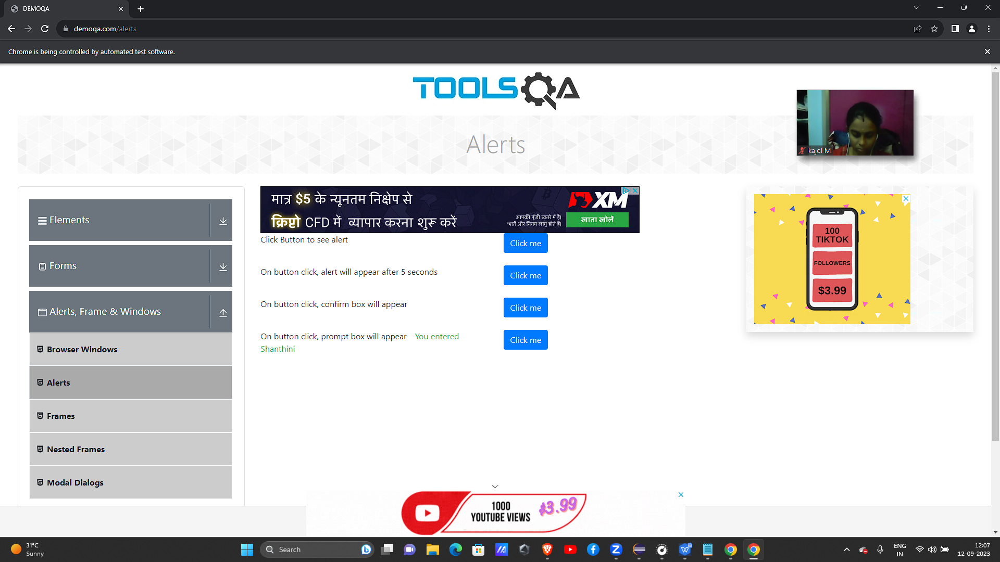 DEMOQA
demoqa.com/alerts
Chrome is being controlled by automated test software.
TOOLSQA
Alerts
kajol M
Elements
Forms
Alerts, Frame & Windows
Browser Windows
Alerts
Frames
Nested Frames
Modal Dialogs
मात्र $5 के न्यूनतम निक्षेप से
क्रिप्टो CFD में व्यापार करना शुरू करें
आपकी पूँजी खतरे में है।
*शर्तें और नियम लागू होते हैं।
XM
खाता खोलें
Click Button to see alert
Click me
On button click, alert will appear after 5 seconds
Click me
On button click, confirm box will appear
Click me
On button click, prompt box will appear You entered
Shanthini
Click me
100
TIKTOK
FOLLOWERS
$3.99
1000
YOUTUBE VIEWS
$3.99
31°C
Sunny
Search
ENG
IN
12:07
12-09-2023